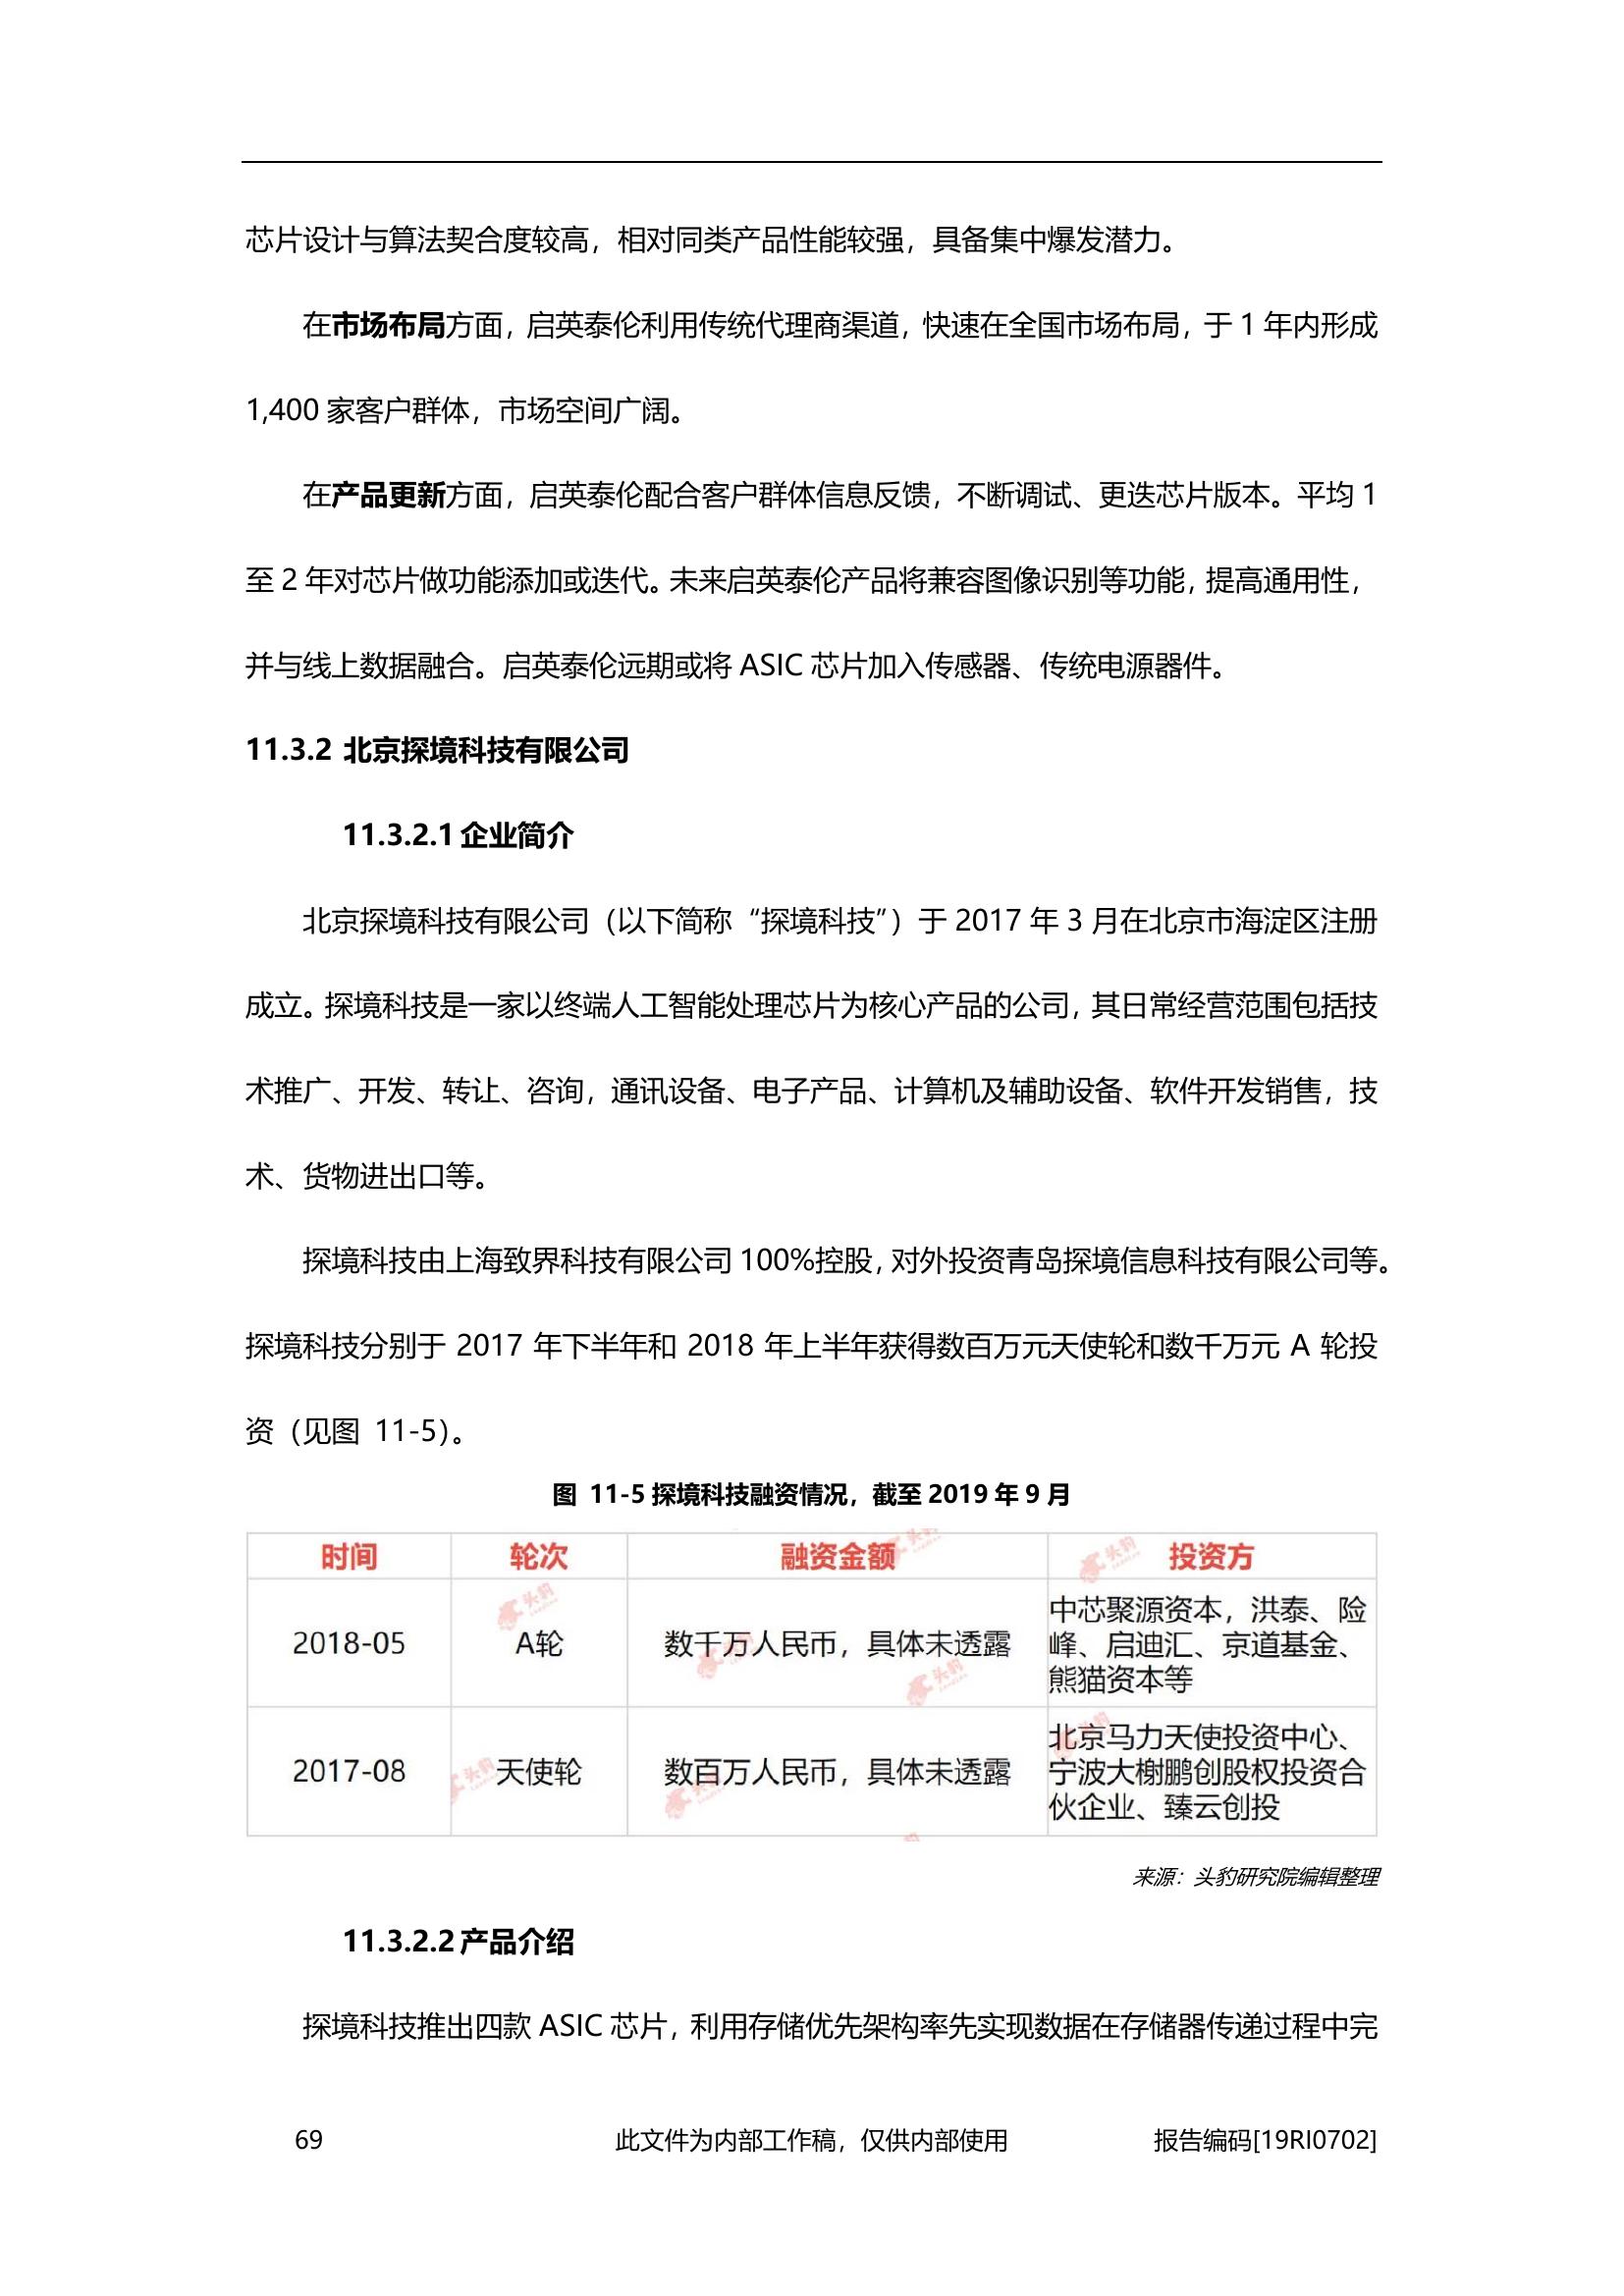 芯片设计与算法契合度较高，相对同类产品性能较强，具备集中爆发潜力。
在市场布局方面，启英泰伦利用传统代理商渠道，快速在全国市场布局，于 1 年内形成
1,400 家客户群体，市场空间广阔。
在产品更新方面，启英泰伦配合客户群体信息反馈，不断调试、更迭芯片版本。平均 1
至 2 年对芯片做功能添加或迭代。未来启英泰伦产品将兼容图像识别等功能，提高通用性，
并与线上数据融合。启英泰伦远期或将 ASIC 芯片加入传感器、传统电源器件。
11.3.2 北京探境科技有限公司
11.3.2.1 企业简介
北京探境科技有限公司（以下简称“探境科技”）于 2017 年 3 月在北京市海淀区注册
成立。探境科技是一家以终端人工智能处理芯片为核心产品的公司，其日常经营范围包括技
术推广、开发、转让、咨询，通讯设备、电子产品、计算机及辅助设备、软件开发销售，技
术、货物进出口等。
探境科技由上海致界科技有限公司 100%控股，对外投资青岛探境信息科技有限公司等。
探境科技分别于 2017 年下半年和 2018 年上半年获得数百万元天使轮和数千万元 A 轮投
资（见图 11-5）。
图 11-5 探境科技融资情况，截至 2019 年 9 月
时间 轮次 融资金额 投资方
2018-05 A轮 数千万人民币，具体未透露 中芯聚源资本，洪泰、险
峰、启迪汇、京道基金、
熊猫资本等
2017-08 天使轮 数百万人民币，具体未透露 北京马力天使投资中心、
宁波大榭鹏创股权投资合
伙企业、臻云创投
来源：头豹研究院编辑整理
11.3.2.2 产品介绍
探境科技推出四款 ASIC 芯片，利用存储优先架构率先实现数据在存储器传递过程中完
69 此文件为内部工作稿，仅供内部使用 报告编码[19RI0702]